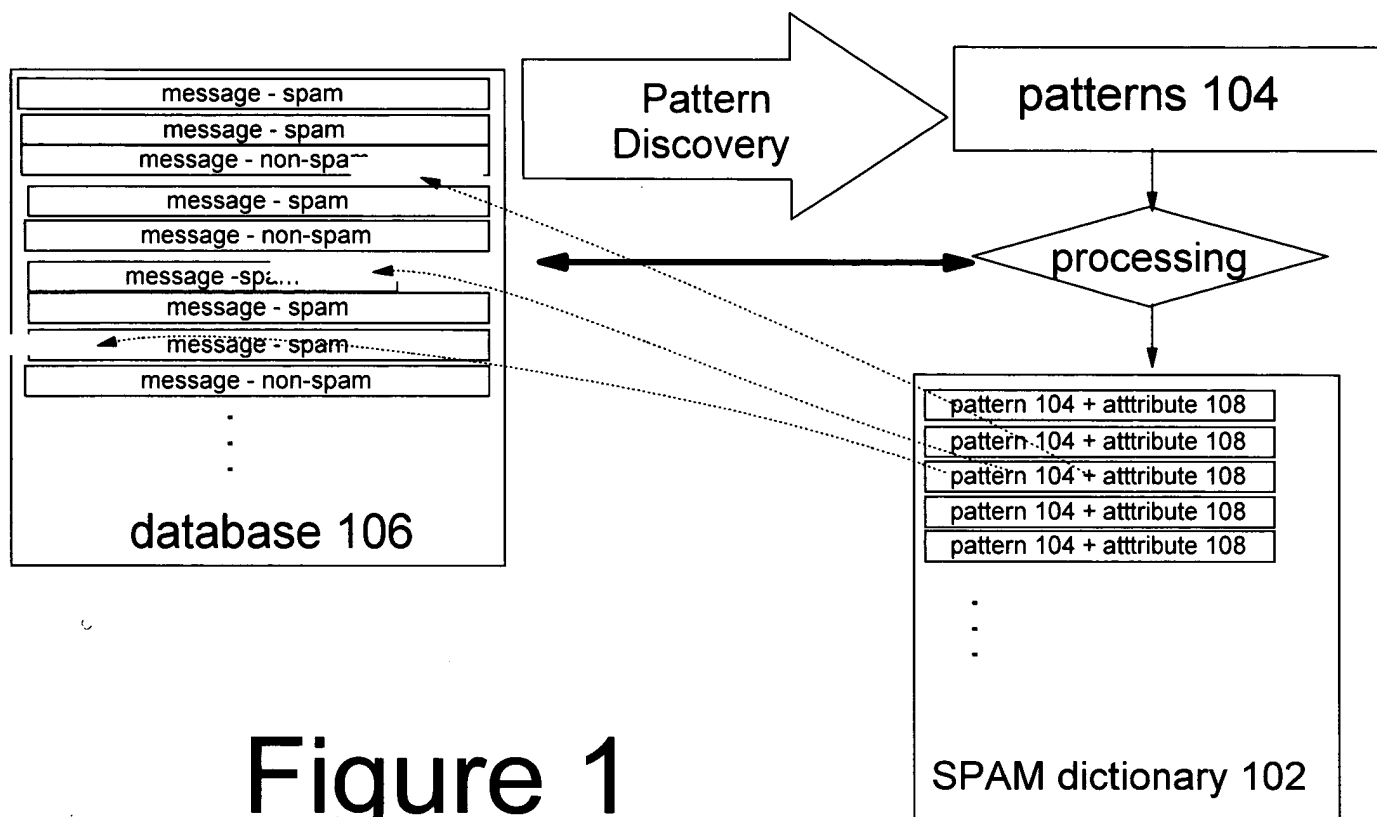 message - spam
message - spam
message - non-spam
message - spam
message - non-spam
message -spam
message - spam
message - spam
message - non-spam
database 106
Pattern
Discovery
patterns 104
processing
pattern 104 + atttribute 108
pattern 104 + atttribute 108
pattern 104 + atttribute 108
pattern 104 + atttribute 108
pattern 104 + atttribute 108
SPAM dictionary 102
Figure 1